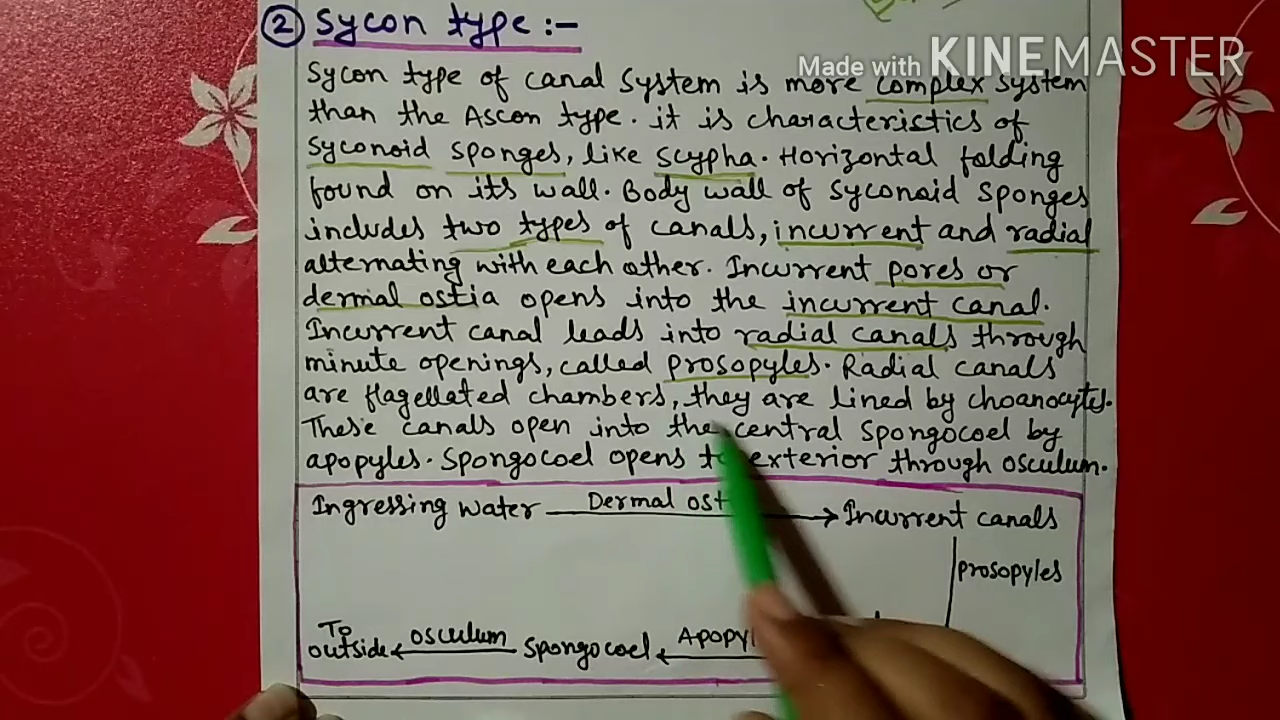 ② Sycon type :-
Made with KINEMASTER
Sycon type of canal system is more complex system
than the Ascon type. it is characteristics of
Syconoid sponges, like scypha. Horizontal folding
found on its wall. Body wall of Syconoid Sponges
includes two types of canals, incurrent and radial
alternating with each other. Incurrent pores or
dermal ostia opens into the incurrent canal.
Incurrent canal leads into radial canals through
minute openings, called prosopyles. Radial canals
are flagellated chambers, they are lined by choanocytes.
These canals open into the central Spongocoel by
apopyles. Spongocoel opens to exterior through osculum.
Ingressing water Dermal → Incurrent canals
prosopyles
To outside ← osculum Spongocoel ←